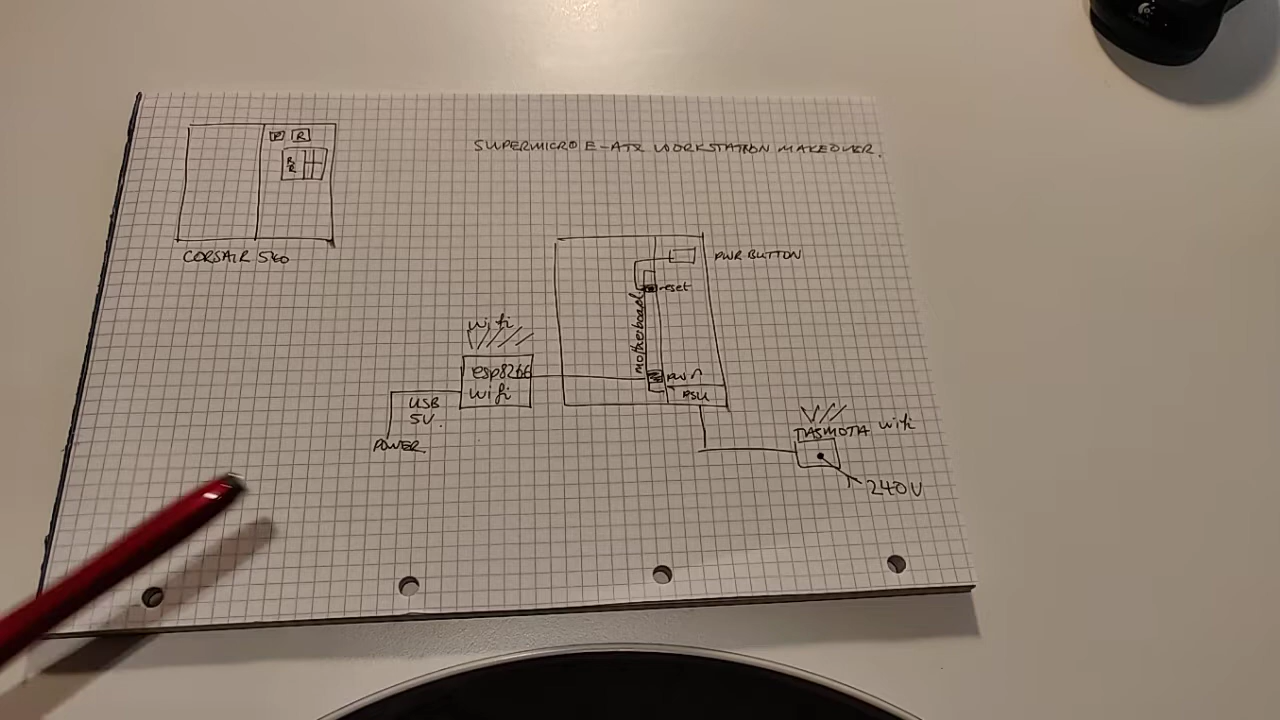 SUPERMICRO E-ATX WORKSTATION MAKEOVER.
P R
P
R
CORSAIR 540
PWR BUTTON
reset
motherboard
wifi
esp8266
wifi
PWR
PSU
USB
5V.
POWER
TASMOTA wifi
240V